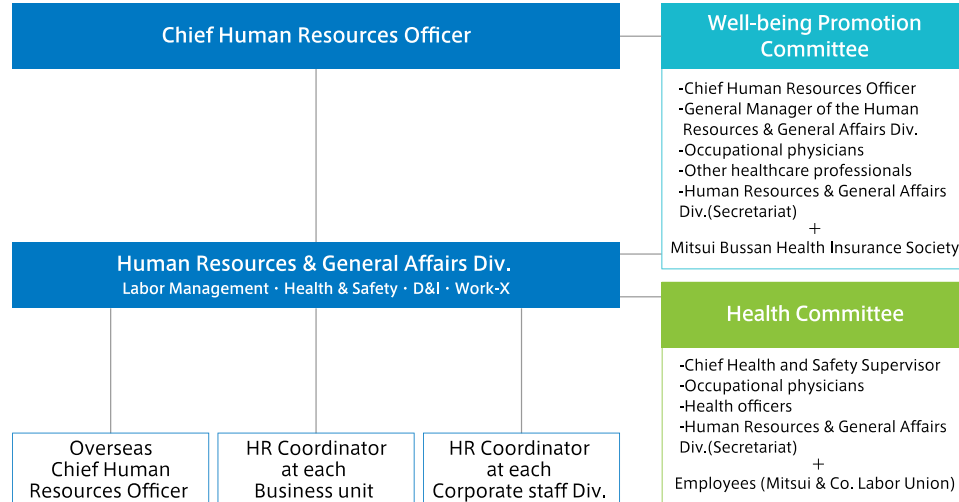 Chief Human Resources Officer
Well-being Promotion
Committee
-Chief Human Resources Officer
-General Manager of the Human
Resources & General Affairs Div.
-Occupational physicians
-Other healthcare professionals
-Human Resources & General Affairs
Div.(Secretariat)
+
Mitsui Bussan Health Insurance Society
Human Resources & General Affairs Div.
Labor Management・Health & Safety・D&I・Work-X
Health Committee
-Chief Health and Safety Supervisor
-Occupational physicians
-Health officers
-Human Resources & General Affairs
Div.(Secretariat)
+
Employees (Mitsui & Co. Labor Union)
Overseas
Chief Human
Resources Officer
HR Coordinator
at each
Business unit
HR Coordinator
at each
Corporate staff Div.